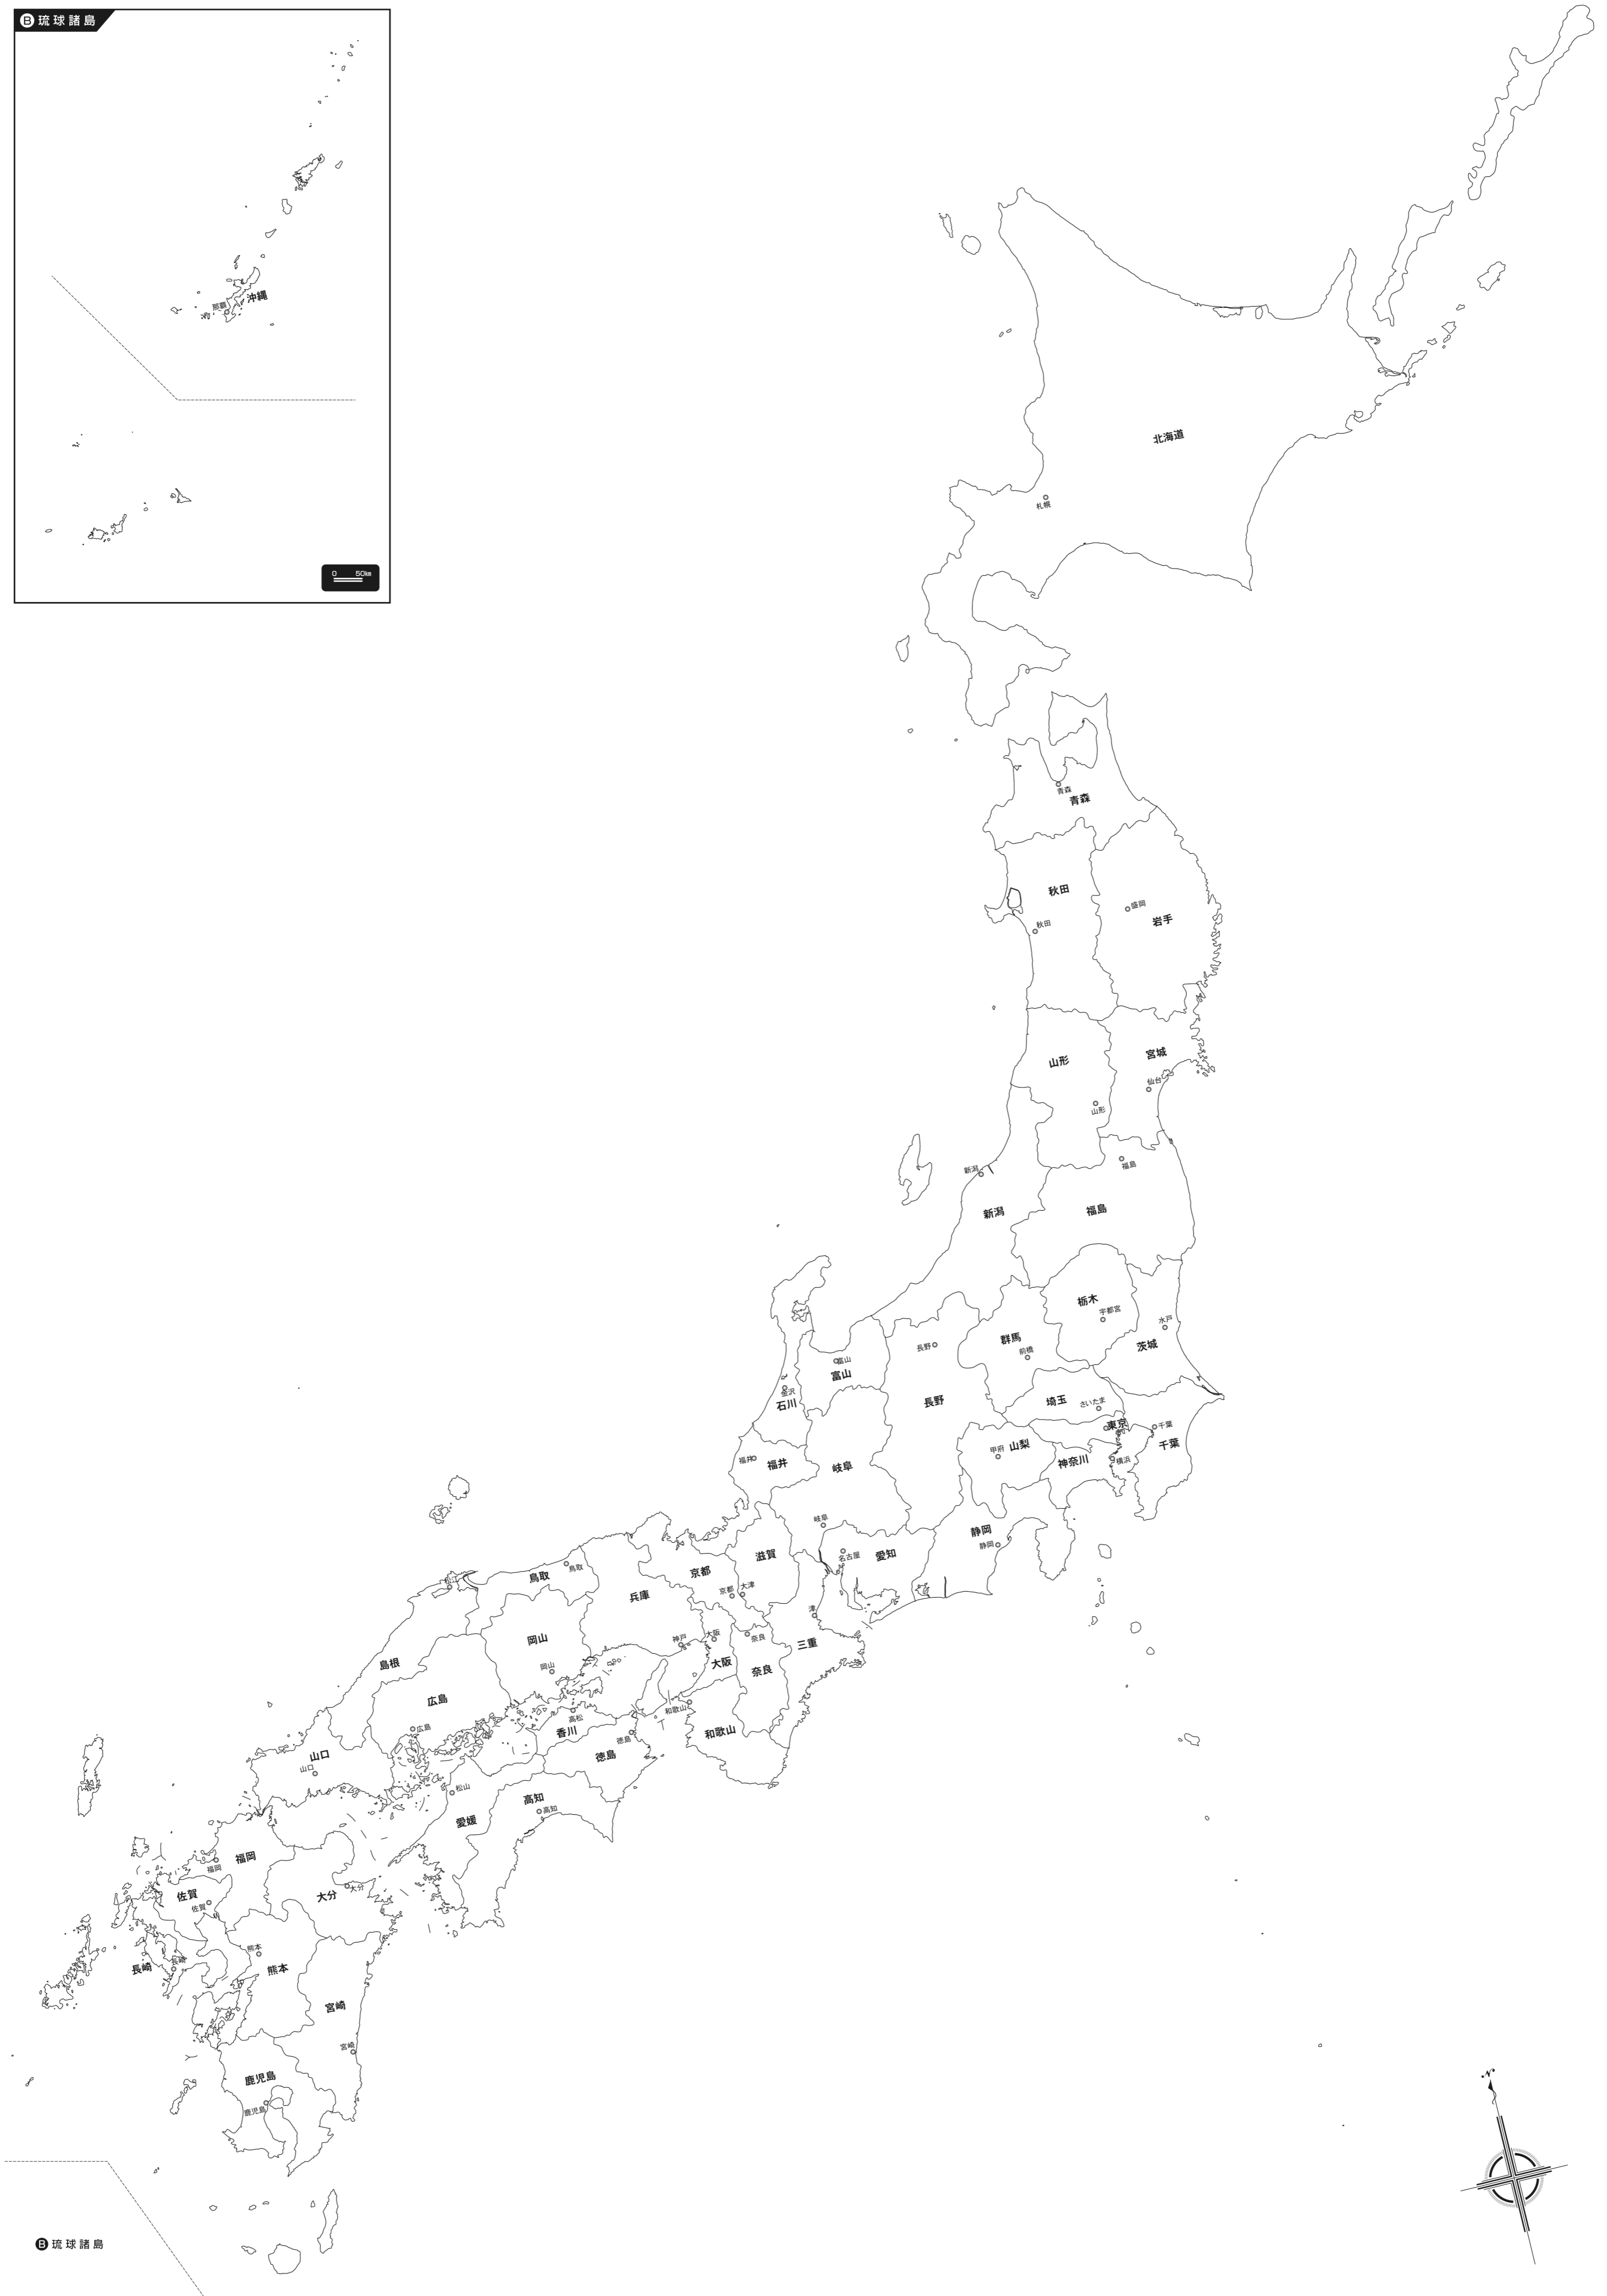 B 琉球諸島
那覇
沖縄
0 50km
北海道
札幌
青森
青森
秋田
盛岡
岩手
秋田
宮城
山形
仙台
山形
福島
新潟
新潟
福島
栃木
宇都宮
水戸
群馬
長野
茨城
前橋
富山
富山
金沢
石川
長野
埼玉
さいたま
東京
千葉
千葉
甲府
山梨
神奈川
横浜
福井
福井
岐阜
岐阜
静岡
静岡
滋賀
名古屋
愛知
鳥取
鳥取
京都
京都
大津
兵庫
津
岡山
神戸
大阪
奈良
三重
島根
岡山
大阪
奈良
広島
広島
香川
高松
和歌山
和歌山
徳島
徳島
山口
山口
松山
高知
高知
愛媛
福岡
福岡
佐賀
佐賀
大分
大分
長崎
長崎
熊本
熊本
宮崎
宮崎
鹿児島
鹿児島
N
B 琉球諸島